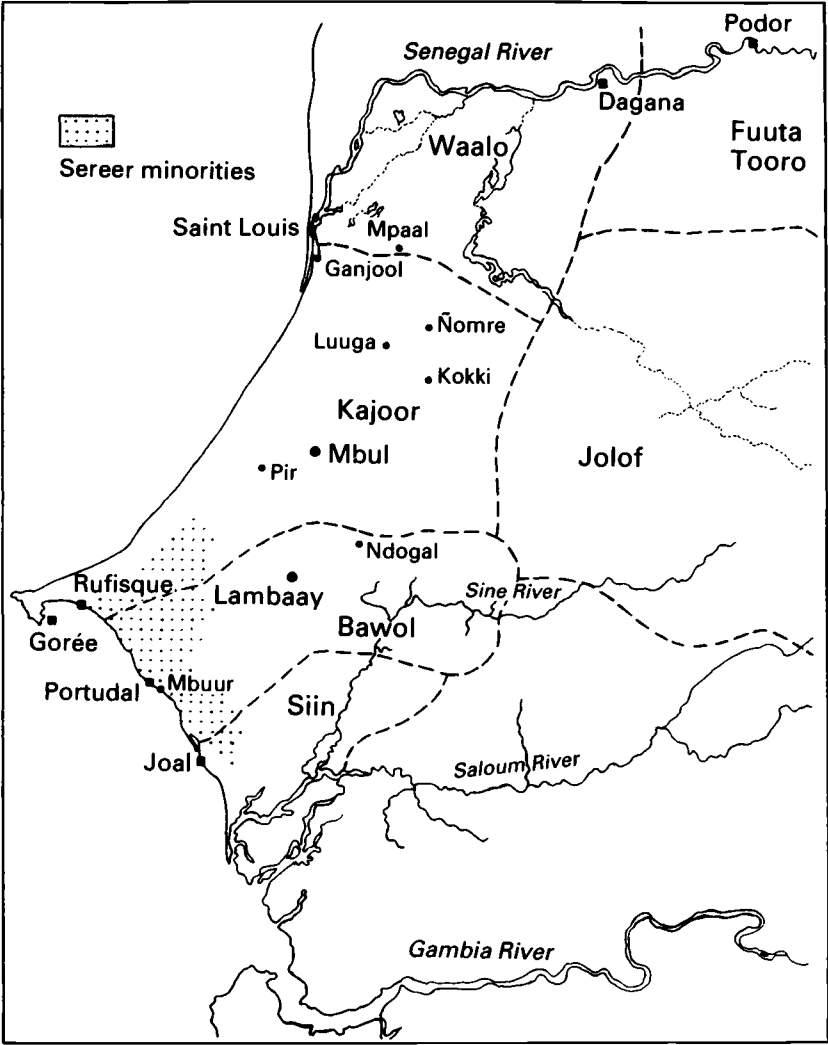 Podor
Senegal River
Dagana
Fuuta
Tooro
Waalo
Sereer minorities
Saint Louis
Mpaal
Ganjool
Ñomre
Luuga
Kokki
Kajoor
Mbul
Pir
Jolof
Ndogal
Rufisque
Lambaay
Sine River
Gorée
Bawol
Portudal
Mbuur
Siin
Joal
Saloum River
Gambia River